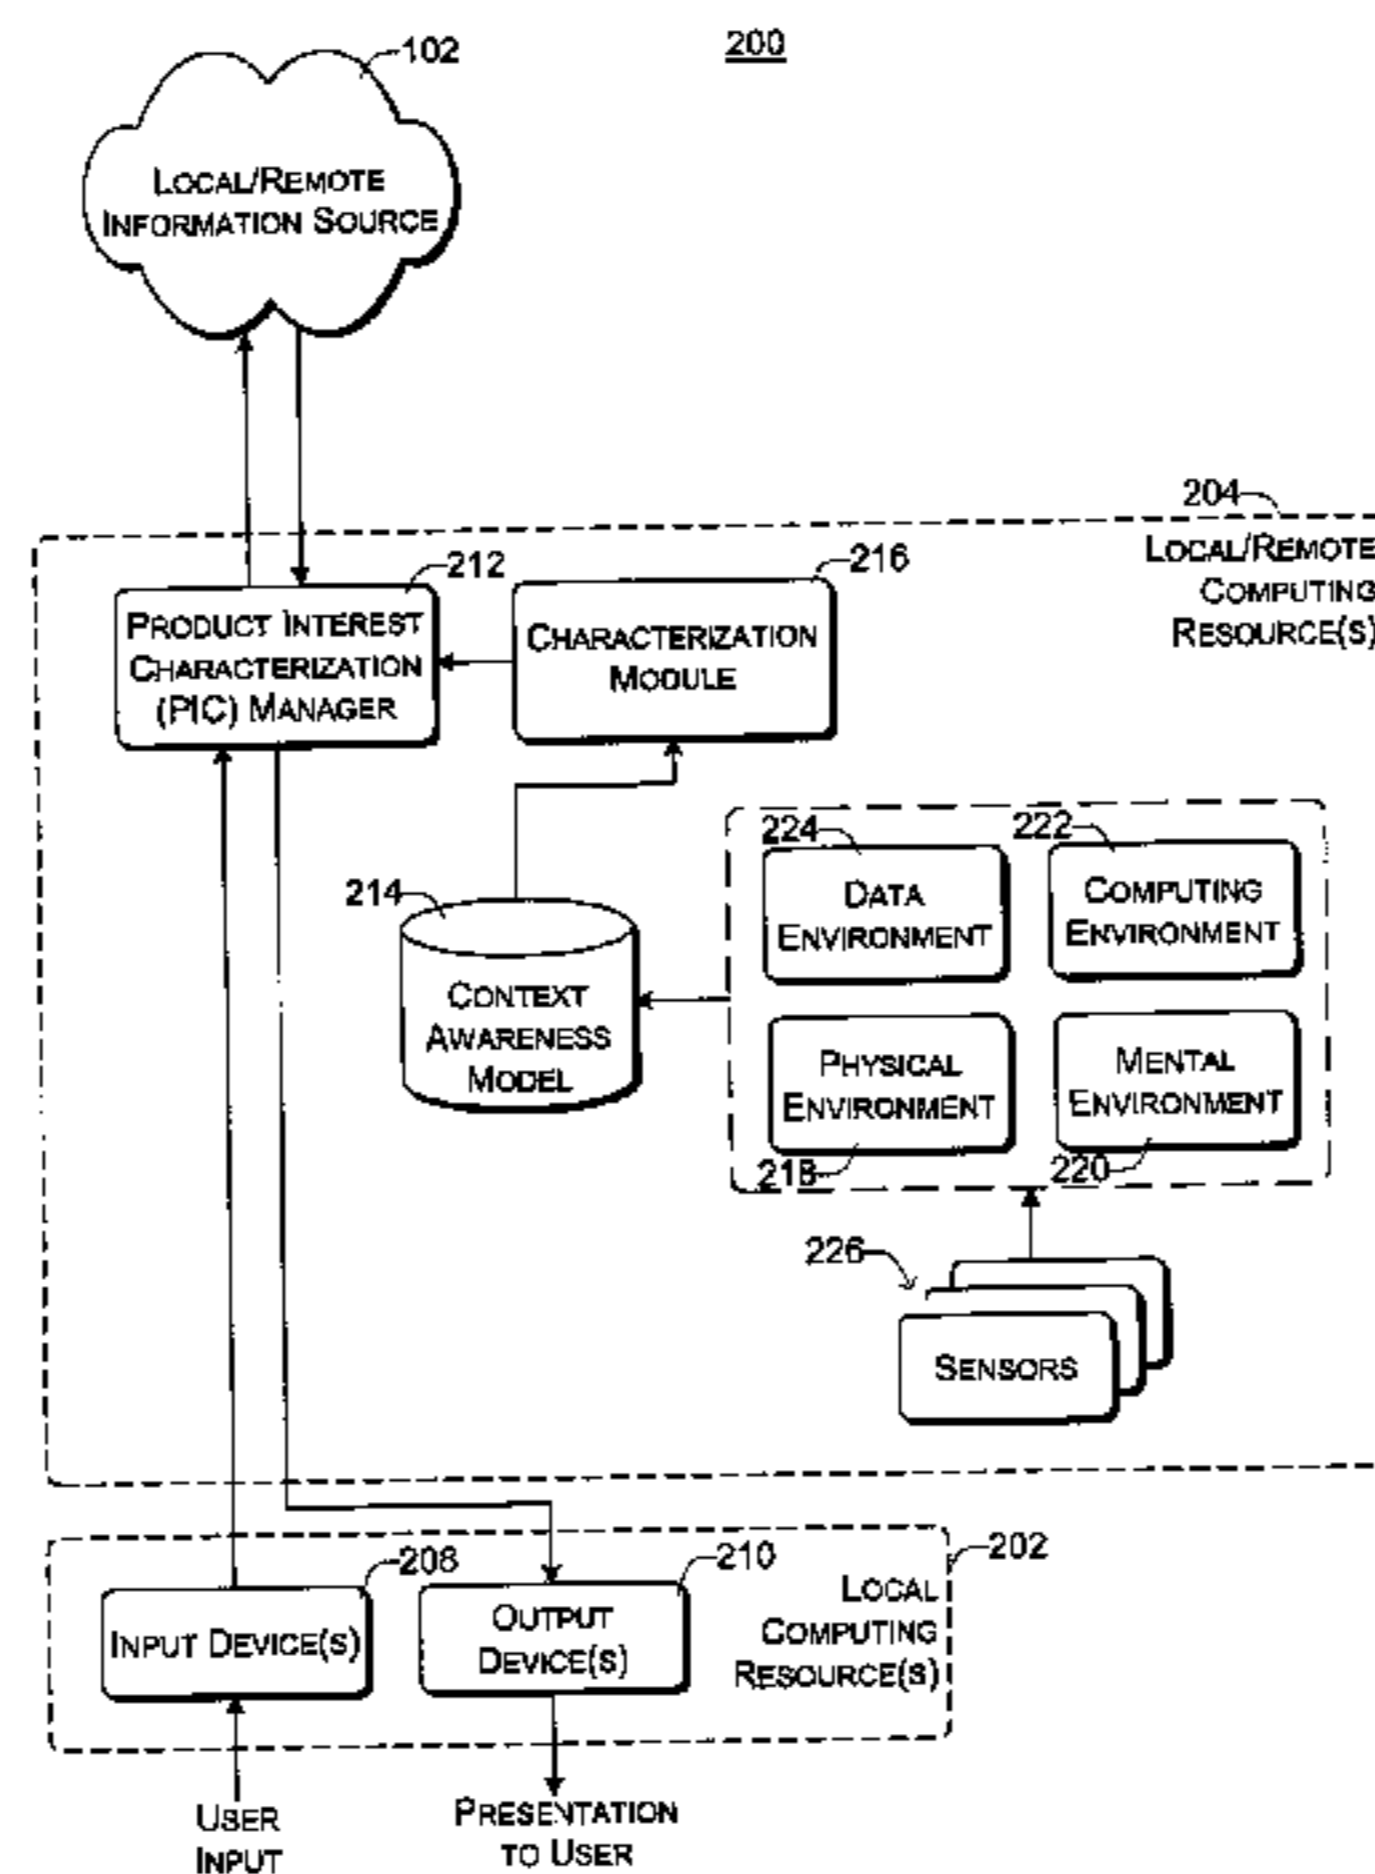 200
102
LOCAL/REMOTE
INFORMATION SOURCE
204
LOCAL/REMOTE
COMPUTING
RESOURCE(S)
212
PRODUCT INTEREST
CHARACTERIZATION
(PIC) MANAGER
216
CHARACTERIZATION
MODULE
224
DATA
ENVIRONMENT
222
COMPUTING
ENVIRONMENT
214
CONTEXT
AWARENESS
MODEL
PHYSICAL
ENVIRONMENT
218
MENTAL
ENVIRONMENT
220
226
SENSORS
202
LOCAL
COMPUTING
RESOURCE(S)
208
INPUT DEVICE(S)
210
OUTPUT
DEVICE(S)
USER
INPUT
PRESENTATION
TO USER